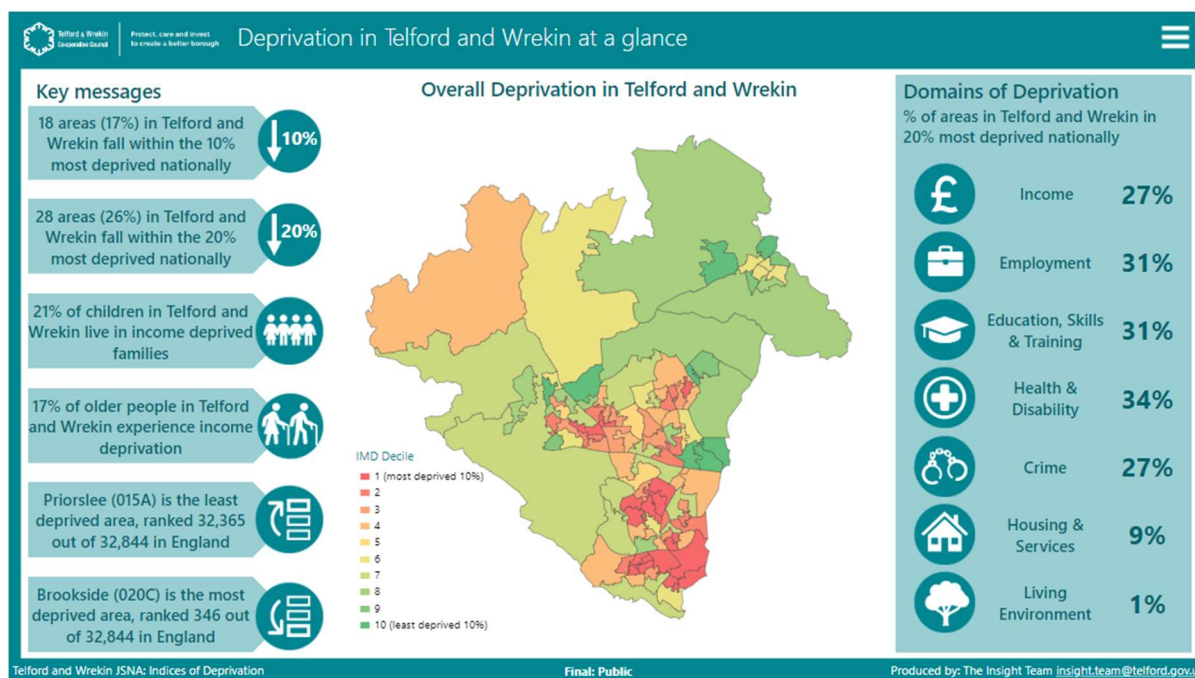 Telford & Wrekin
Co-operative Council
Protect, care and invest
to create a better borough
Deprivation in Telford and Wrekin at a glance
Key messages
18 areas (17%) in Telford and
Wrekin fall within the 10%
most deprived nationally
10%
28 areas (26%) in Telford and
Wrekin fall within the 20%
most deprived nationally
20%
21% of children in Telford and
Wrekin live in income deprived
families
17% of older people in Telford
and Wrekin experience income
deprivation
Priorslee (015A) is the least
deprived area, ranked 32,365
out of 32,844 in England
Brookside (020C) is the most
deprived area, ranked 346 out
of 32,844 in England
Overall Deprivation in Telford and Wrekin
IMD Decile
1 (most deprived 10%)
2
3
4
5
6
7
8
9
10 (least deprived 10%)
Domains of Deprivation
% of areas in Telford and Wrekin in
20% most deprived nationally
£
Income 27%
Employment 31%
Education, Skills
& Training 31%
Health &
Disability 34%
Crime 27%
Housing &
Services 9%
Living
Environment 1%
Telford and Wrekin JSNA: Indices of Deprivation
Final: Public
Produced by: The Insight Team insight.team@telford.gov.u